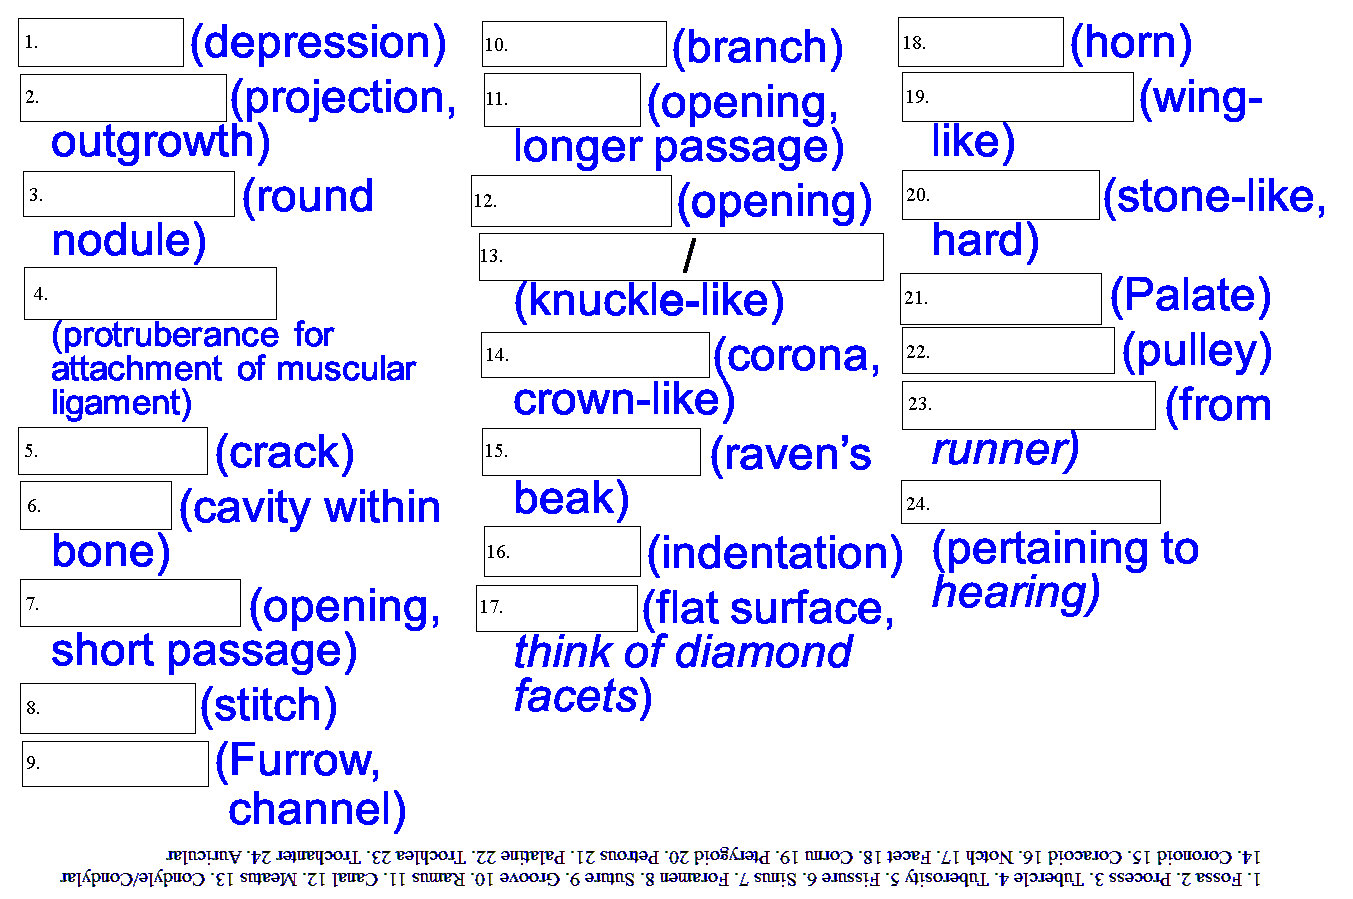 1. (depression)
2. (projection,
outgrowth)
3. (round
nodule)
4.
(protruberance for
attachment of muscular
ligament)
5. (crack)
6. (cavity within
bone)
7. (opening,
short passage)
8. (stitch)
9. (Furrow,
channel)
10. (branch)
11. (opening,
longer passage)
12. (opening)
13. /
(knuckle-like)
14. (corona,
crown-like)
15. (raven's
beak)
16. (indentation)
17. (flat surface,
think of diamond
facets)
18. (horn)
19. (wing-
like)
20. (stone-like,
hard)
21. (Palate)
22. (pulley)
23. (from
runner)
24.
(pertaining to
hearing)
1. Fossa 2. Process 3. Tubercle 4. Tuberosity 5. Fissure 6. Sinus 7. Foramen 8. Suture 9. Groove 10. Ramus 11. Canal 12. Meatus 13. Condyle/Condylar
14. Coronoid 15. Coracoid 16. Notch 17. Facet 18. Cornu 19. Pterygoid 20. Petrous 21. Palatine 22. Trochlea 23. Trochanter 24. Auricular